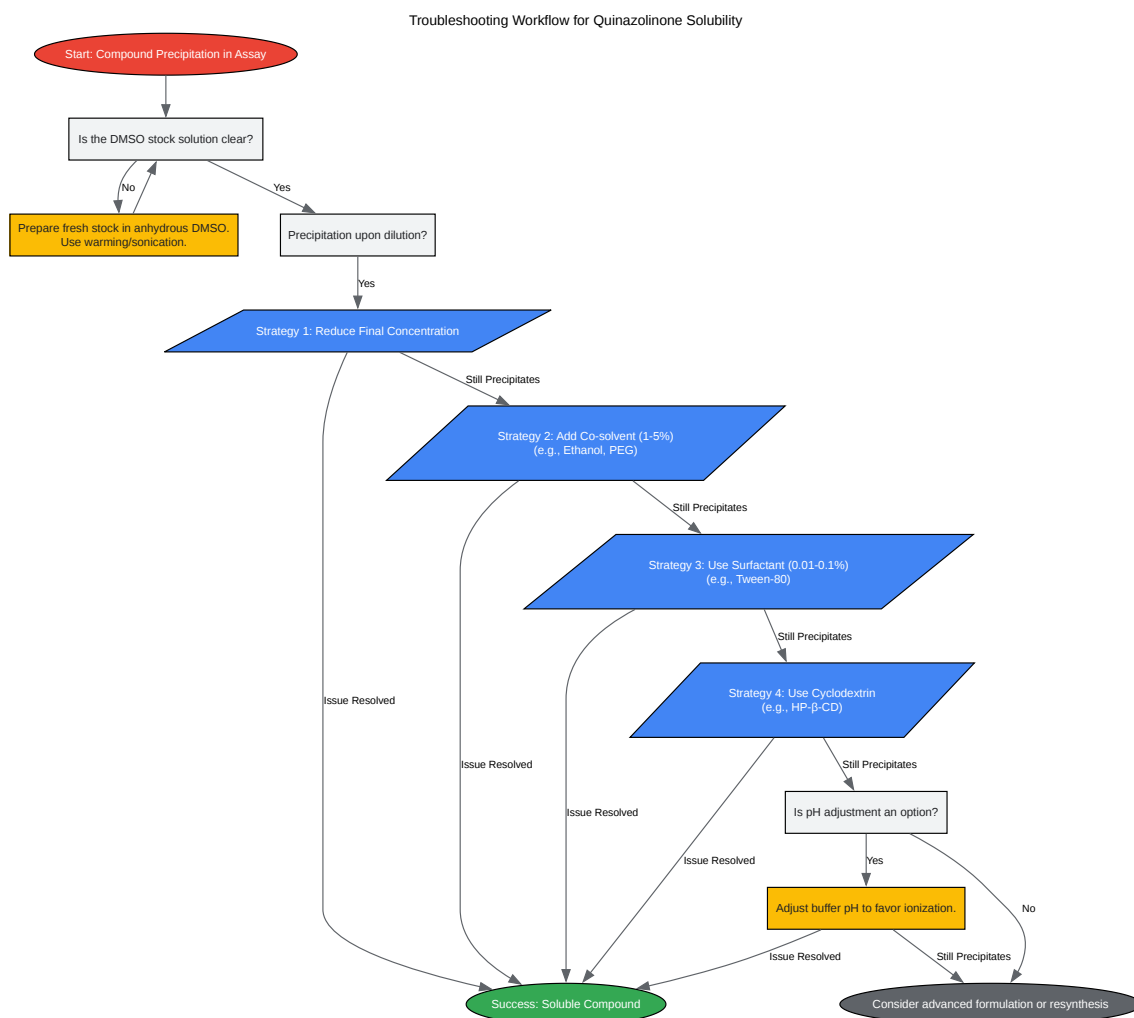 Troubleshooting Workflow for Quinazolinone Solubility
Start: Compound Precipitation in Assay
Is the DMSO stock solution clear?
No
Yes
Prepare fresh stock in anhydrous DMSO.
Use warming/sonication.
Precipitation upon dilution?
Yes
Strategy 1: Reduce Final Concentration
Still Precipitates
Strategy 2: Add Co-solvent (1-5%)
(e.g., Ethanol, PEG)
Still Precipitates
Strategy 3: Use Surfactant (0.01-0.1%)
(e.g., Tween-80)
Still Precipitates
Strategy 4: Use Cyclodextrin
(e.g., HP-β-CD)
Issue Resolved
Issue Resolved
Still Precipitates
Issue Resolved
Is pH adjustment an option?
Issue Resolved
Yes
Adjust buffer pH to favor ionization.
No
Issue Resolved
Still Precipitates
Success: Soluble Compound
Consider advanced formulation or resynthesis